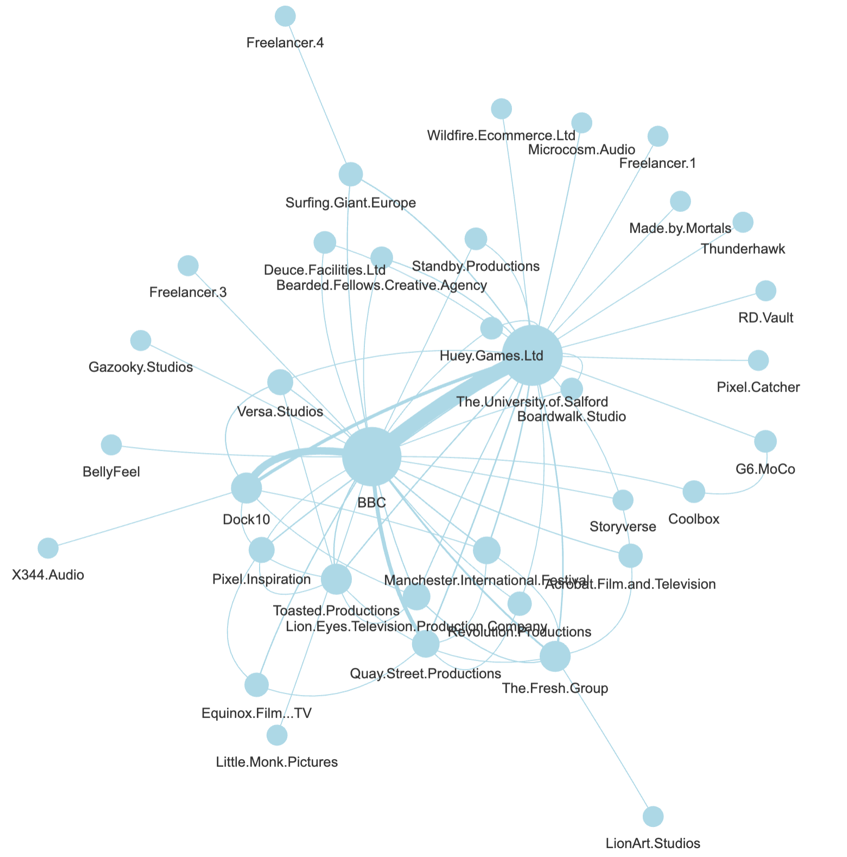 Freelancer.4
Wildfire.Ecommerce.Ltd
Microcosm.Audio
Freelancer.1
Surfing.Giant.Europe
Made.by.Mortals
Thunderhawk
Deuce.Facilities.Ltd
Standby.Productions
Bearded.Fellows.Creative.Agency
Freelancer.3
RD.Vault
Gazooky.Studios
Huey.Games.Ltd
Pixel.Catcher
Versa.Studios
The.University.of.Salford
Boardwalk.Studio
BellyFeel
G6.MoCo
BBC
Dock10
Storyverse
Coolbox
X344.Audio
Pixel.Inspiration
Manchester.International.Festival
Acrobat.Film.and.Television
Toasted.Productions
Lion.Eyes.Television.Production.Company
Revolution.Productions
Quay.Street.Productions
The.Fresh.Group
Equinox.Film...TV
Little.Monk.Pictures
LionArt.Studios